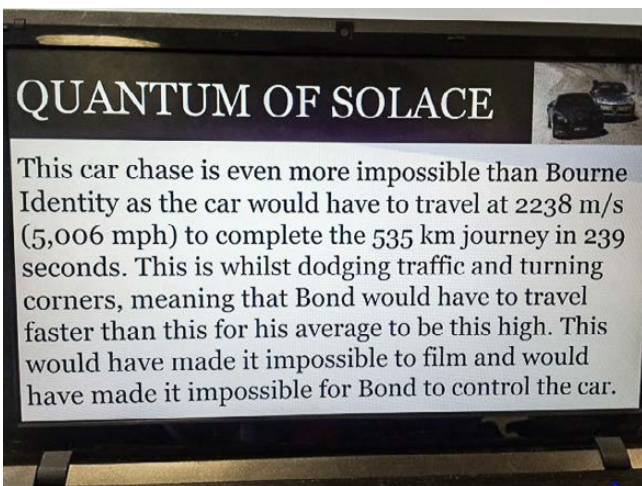 QUANTUM OF SOLACE
This car chase is even more impossible than Bourne
Identity as the car would have to travel at 2238 m/s
(5,006 mph) to complete the 535 km journey in 239
seconds. This is whilst dodging traffic and turning
corners, meaning that Bond would have to travel
faster than this for his average to be this high. This
would have made it impossible to film and would
have made it impossible for Bond to control the car.